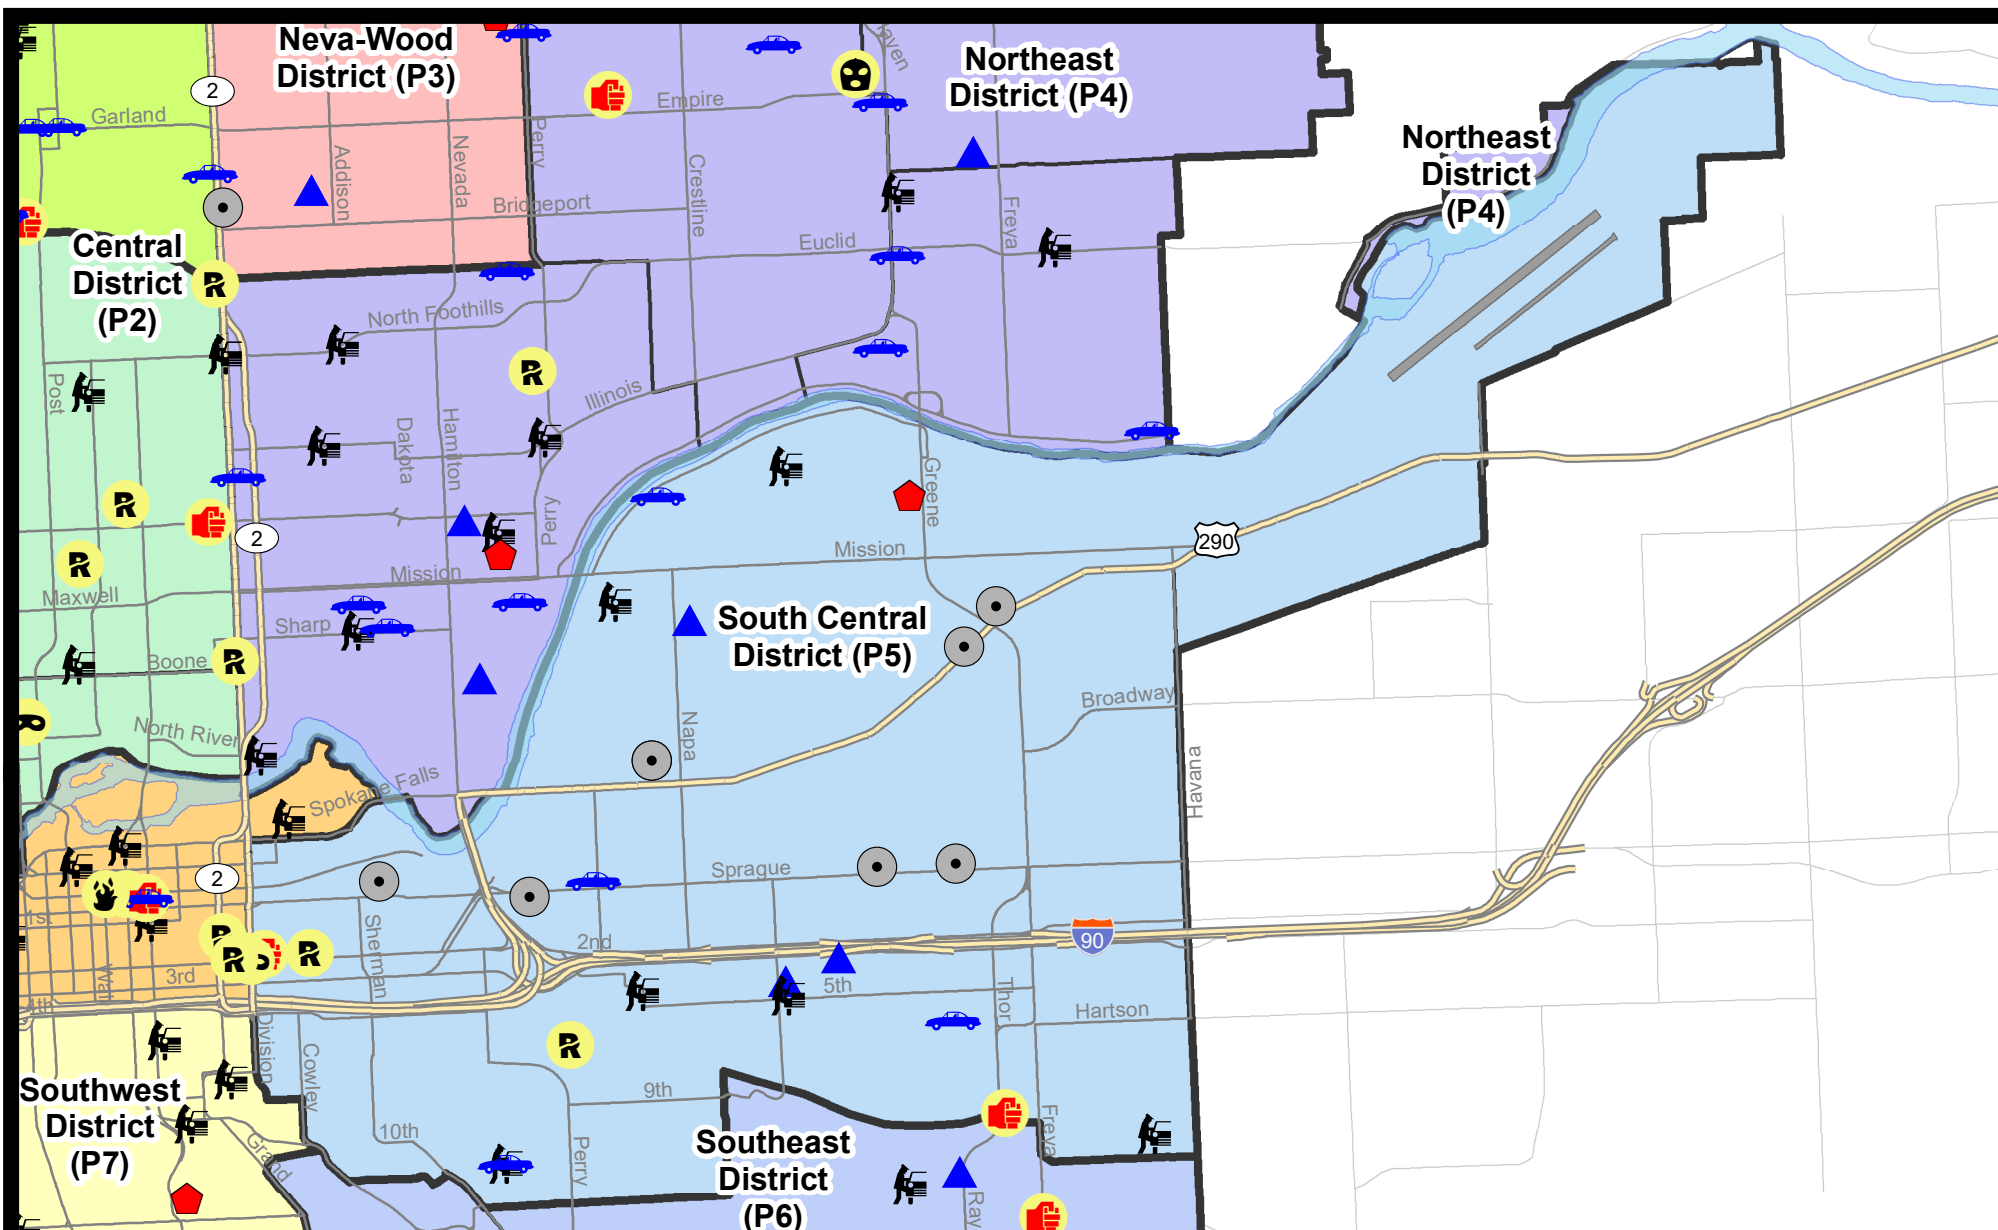 Neva-Wood
District (P3)
Northeast
District (P4)
Northeast
District
(P4)
Central
District
(P2)
South Central
District (P5)
Southwest
District
(P7)
Southeast
District
(P6)
2
Garland
Empire
Addison
Nevada
Perry
Crestline
Freya
Bridgeport
Euclid
North Foothills
Post
R
R
Illinois
Dakota
Hamilton
Perry
Greene
R
2
290
Mission
Mission
R
Maxwell
Sharp
Boone
R
R
Broadway
Napa
Havana
North River
Spokane Falls
Sprague
2
1st
Sherman
2nd
90
R
R
R
3rd
4th
5th
Thor
Hartson
Division
Cowley
R
9th
10th
Grand
Perry
Freya
Ray